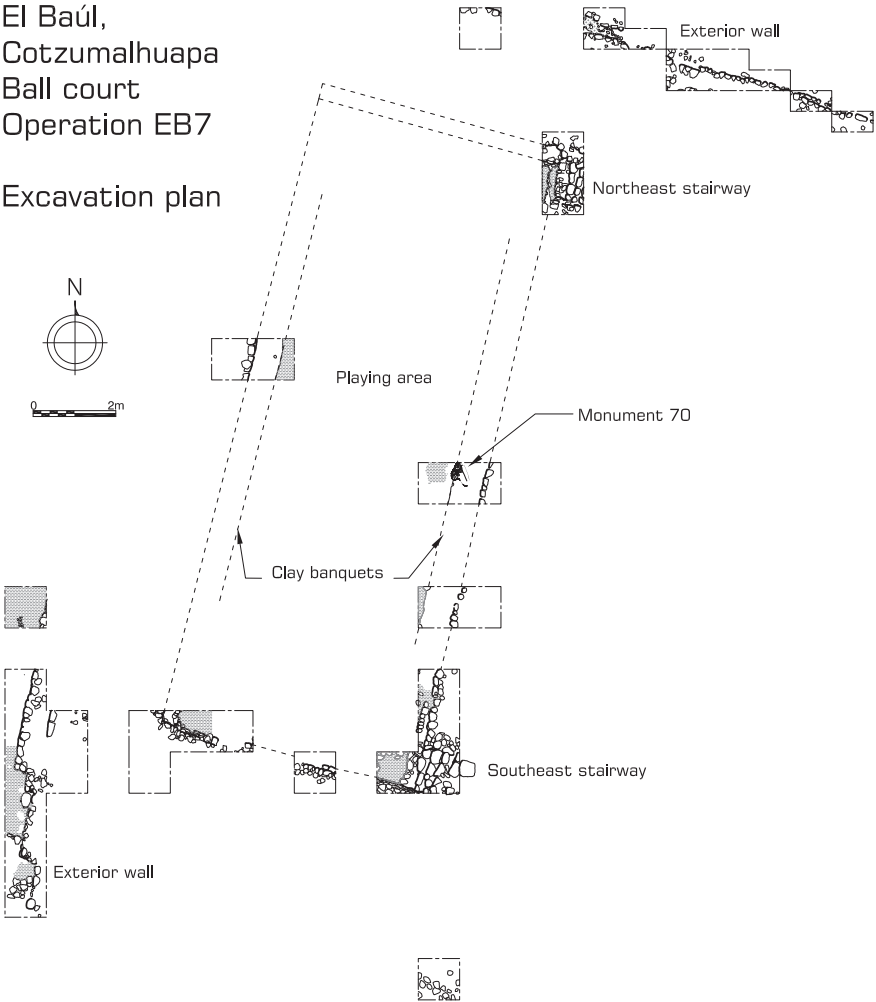 El Baúl,
Cotzumalhuapa
Ball court
Operation EB7
Excavation plan
Exterior wall
Northeast stairway
N
0 2m
Playing area
Monument 70
Clay banquets
Southeast stairway
Exterior wall